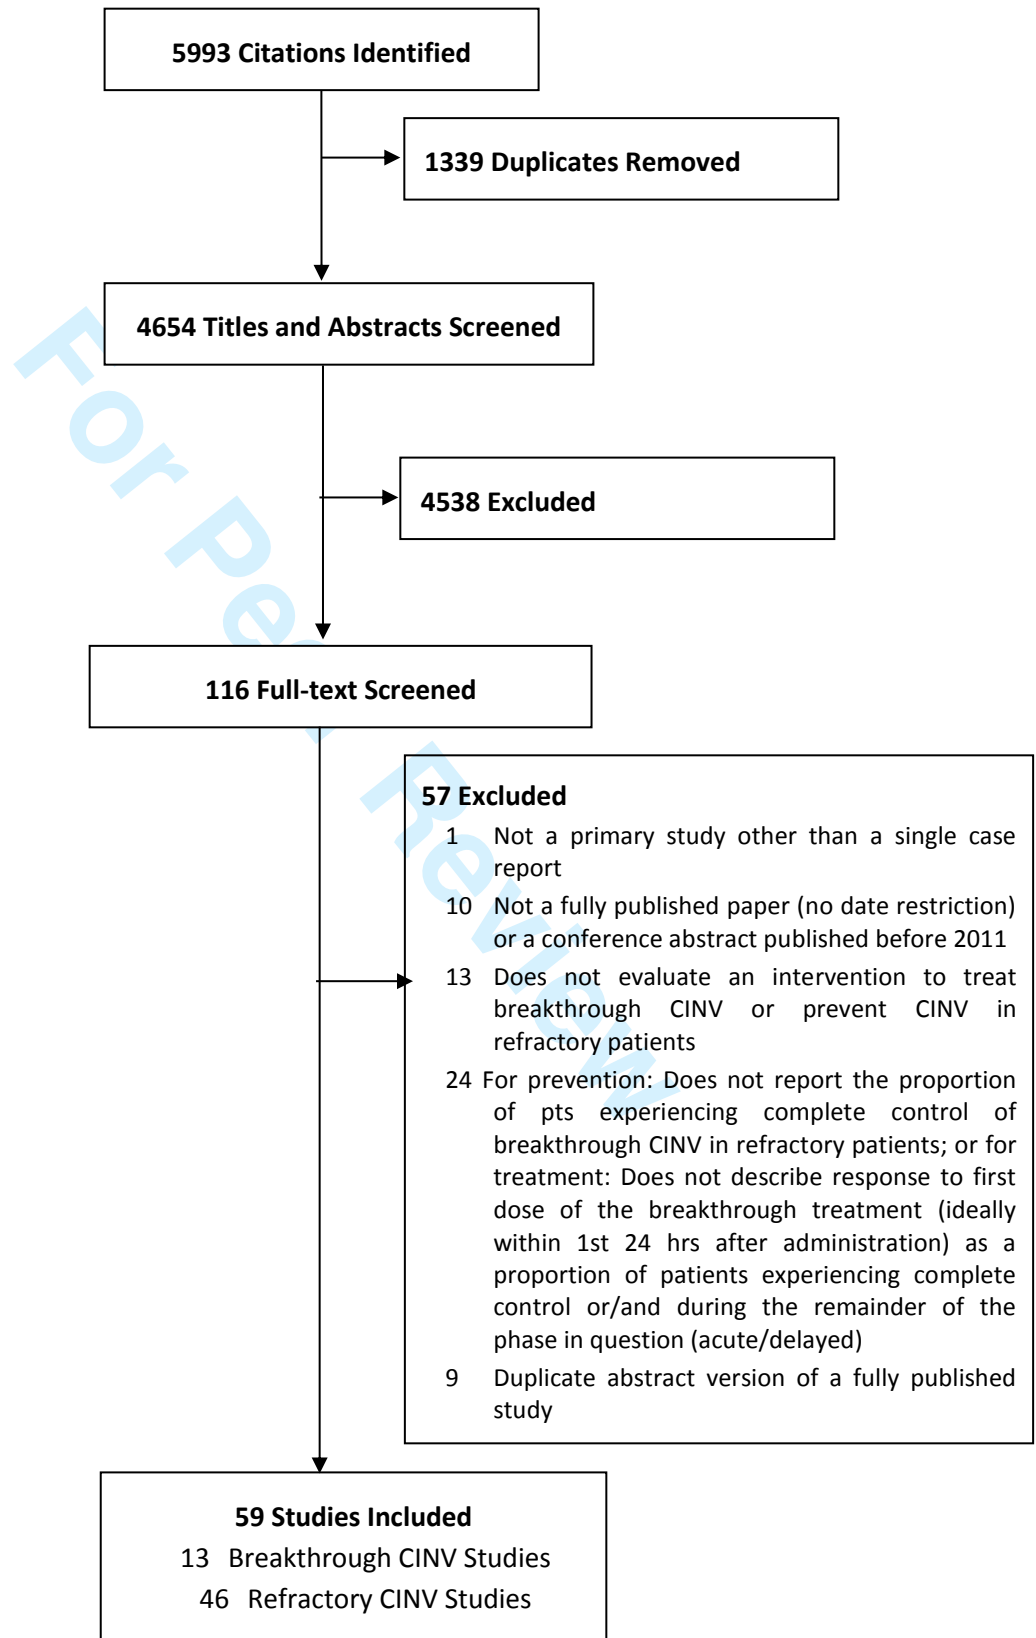 5993 Citations Identified
1339 Duplicates Removed
4654 Titles and Abstracts Screened
4538 Excluded
116 Full-text Screened
57 Excluded
1 Not a primary study other than a single case
report
10 Not a fully published paper (no date restriction)
or a conference abstract published before 2011
13 Does not evaluate an intervention to treat
breakthrough CINV or prevent CINV in
refractory patients
24 For prevention: Does not report the proportion
of pts experiencing complete control of
breakthrough CINV in refractory patients; or for
treatment: Does not describe response to first
dose of the breakthrough treatment (ideally
within 1st 24 hrs after administration) as a
proportion of patients experiencing complete
control or/and during the remainder of the
phase in question (acute/delayed)
9 Duplicate abstract version of a fully published
study
59 Studies Included
13 Breakthrough CINV Studies
46 Refractory CINV Studies
For Peer Review